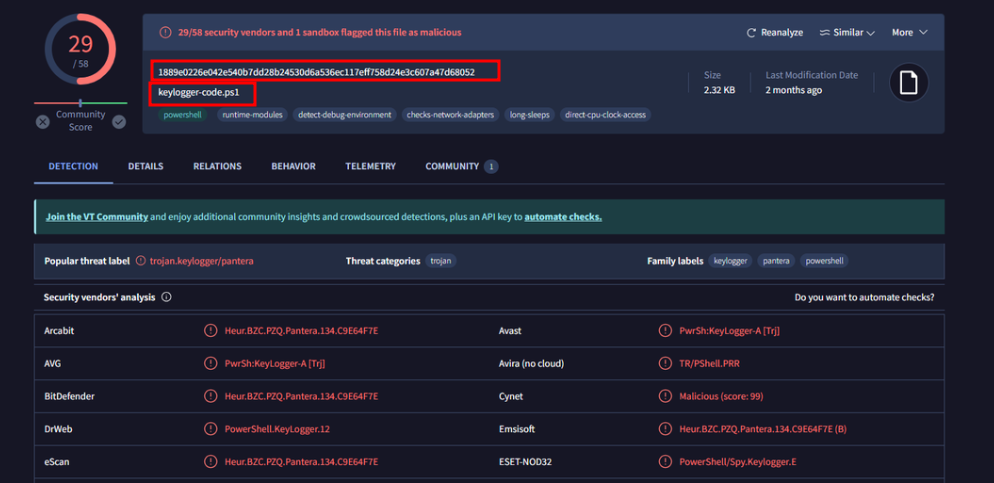 29
/ 58
Community Score
29/58 security vendors and 1 sandbox flagged this file as malicious
Reanalyze Similar More
1889e0226e042e540b7dd28b24530d6a536ec117eff758d24e3c607a47d68052
keylogger-code.ps1
Size
2.32 KB
Last Modification Date
2 months ago
powershell runtime-modules detect-debug-environment checks-network-adapters long-sleeps direct-cpu-clock-access
DETECTION DETAILS RELATIONS BEHAVIOR TELEMETRY COMMUNITY 1
Join the VT Community and enjoy additional community insights and crowdsourced detections, plus an API key to automate checks.
Popular threat label trojan.keylogger/pantera Threat categories trojan Family labels keylogger pantera powershell
Security vendors' analysis Do you want to automate checks?
Arcabit Heur.BZC.PZQ.Pantera.134.C9E64F7E Avast PwrSh:KeyLogger-A [Trj]
AVG PwrSh:KeyLogger-A [Trj] Avira (no cloud) TR/PShell.PRR
BitDefender Heur.BZC.PZQ.Pantera.134.C9E64F7E Cynet Malicious (score: 99)
DrWeb PowerShell.KeyLogger.12 Emsisoft Heur.BZC.PZQ.Pantera.134.C9E64F7E (B)
eScan Heur.BZC.PZQ.Pantera.134.C9E64F7E ESET-NOD32 PowerShell/Spy.Keylogger.E